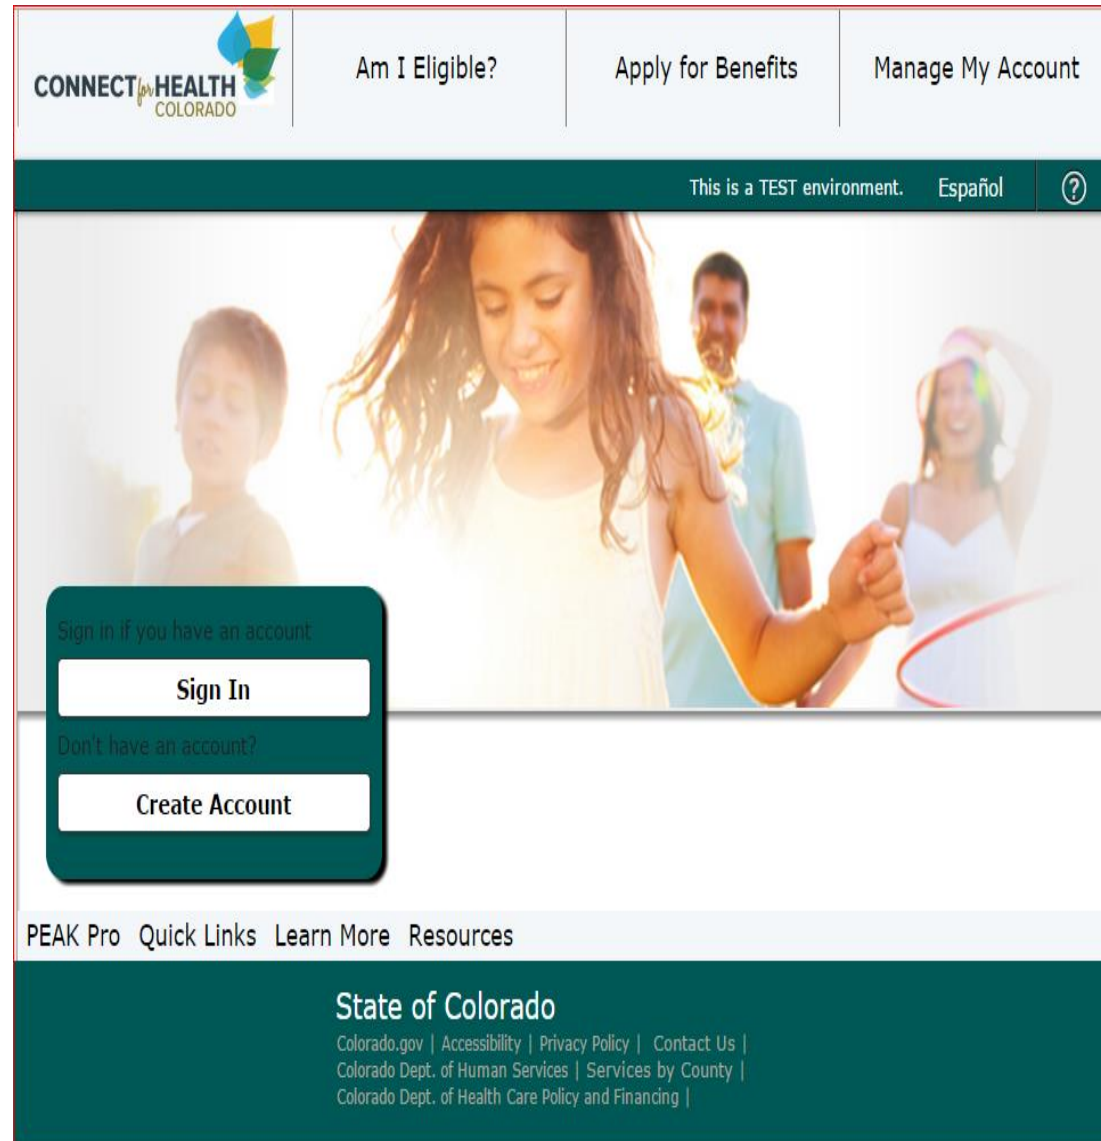 CONNECT for HEALTH
COLORADO
Am I Eligible?
Apply for Benefits
Manage My Account
This is a TEST environment. Español ?
Sign in if you have an account
Sign In
Don't have an account?
Create Account
PEAK Pro Quick Links Learn More Resources
State of Colorado
Colorado.gov | Accessibility | Privacy Policy | Contact Us |
Colorado Dept. of Human Services | Services by County |
Colorado Dept. of Health Care Policy and Financing |